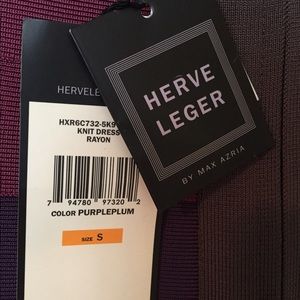 HERVELE
HXR6C732-5K9
KNIT DRESS
RAYON
7 94780 97320 2
COLOR PURPLEPLUM
SIZE S
HERVE
LEGER
BY MAX AZRIA